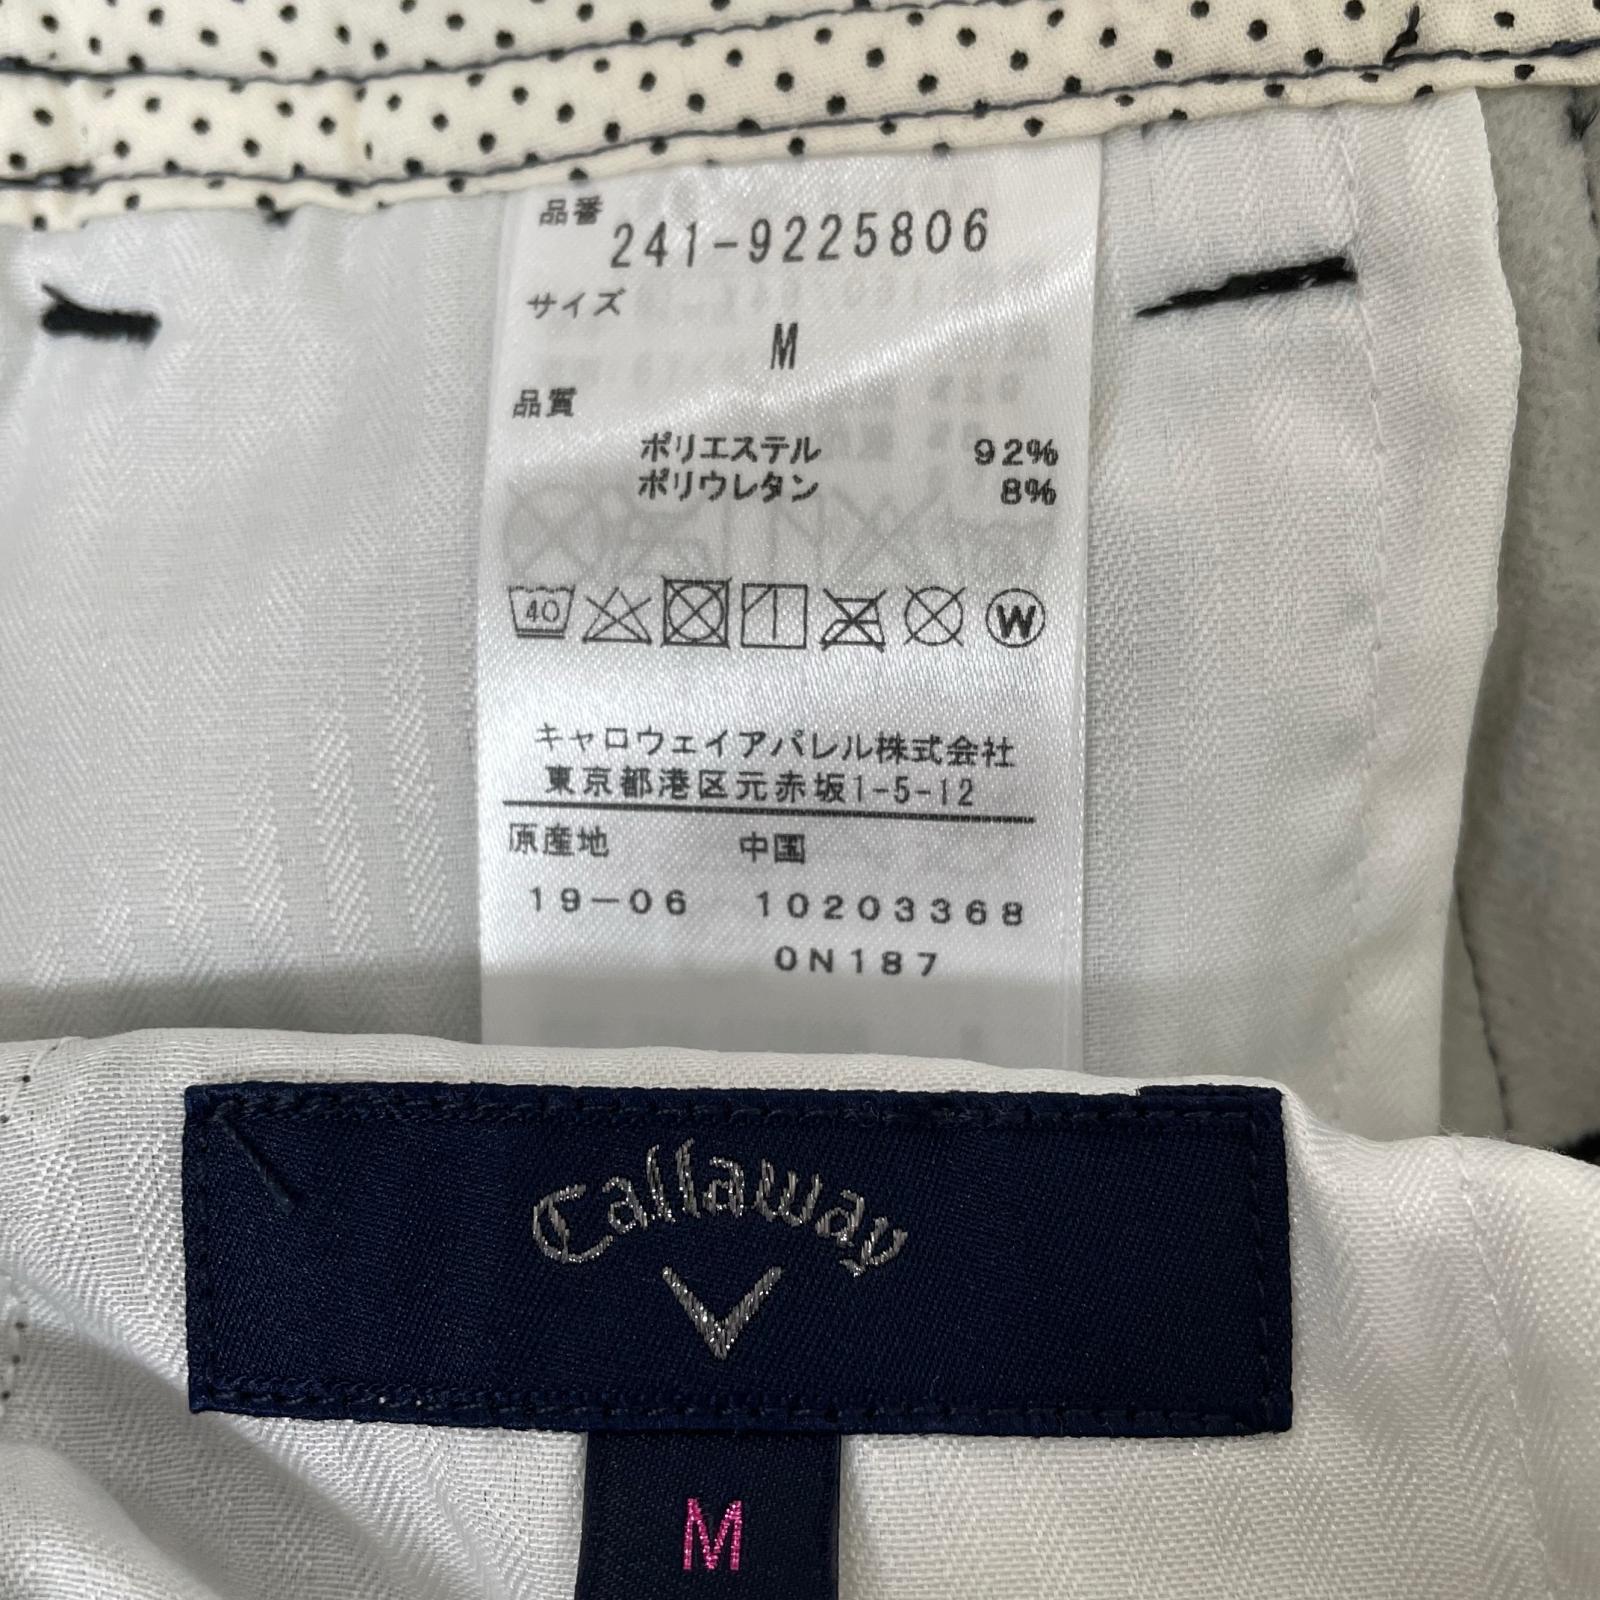 品番
241-9225806
サイズ
M
品質
ポリエステル 92%
ポリウレタン 8%
40 W
キャロウェイアパレル株式会社
東京都港区元赤坂1-5-12
原産地 中国
19-06 10203368
0N187
Callaway
M